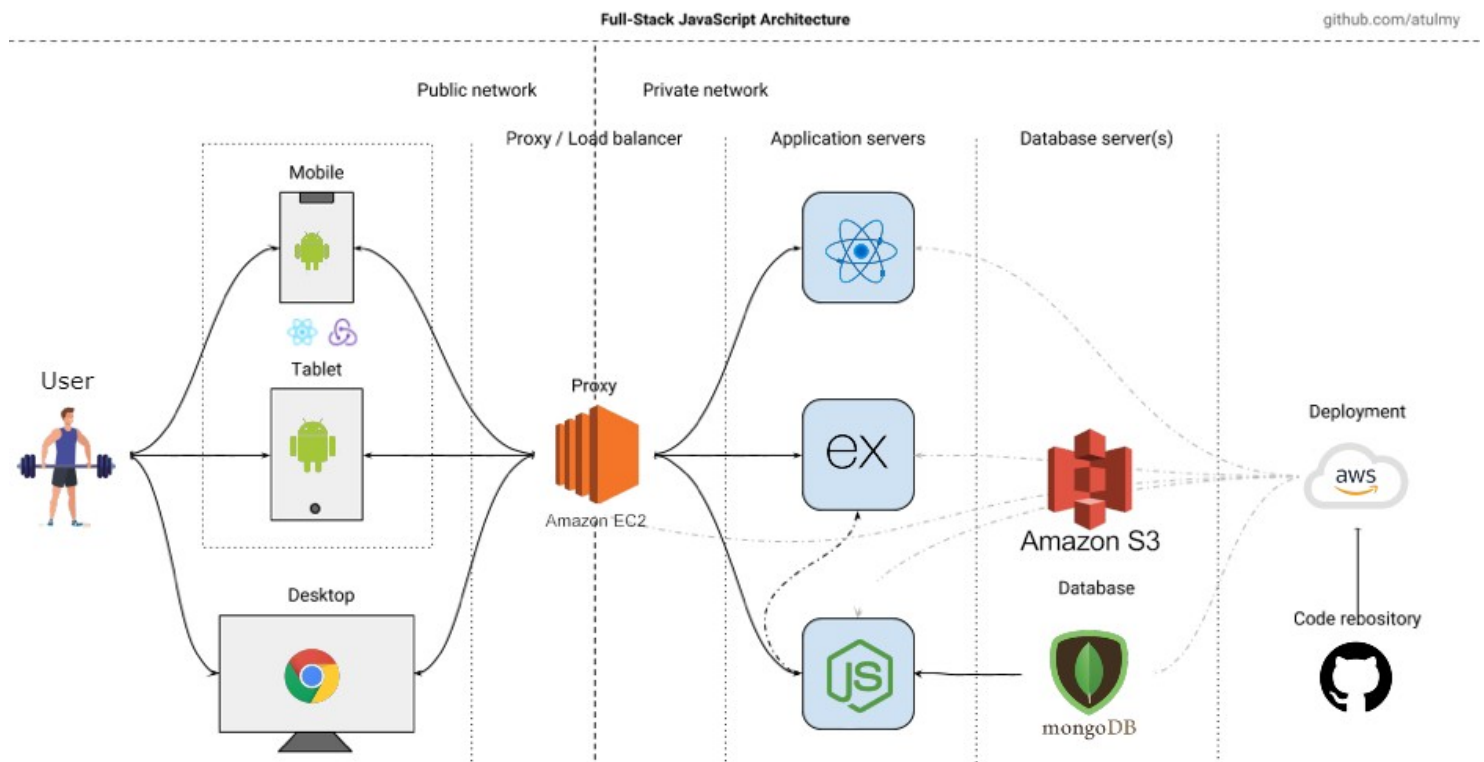 Full-Stack JavaScript Architecture
github.com/atulmy
Public network
Private network
Proxy / Load balancer
Application servers
Database server(s)
Mobile
Tablet
User
Proxy
Amazon EC2
Desktop
ex
JS
Amazon S3
Database
mongoDB
Deployment
aws
Code repository